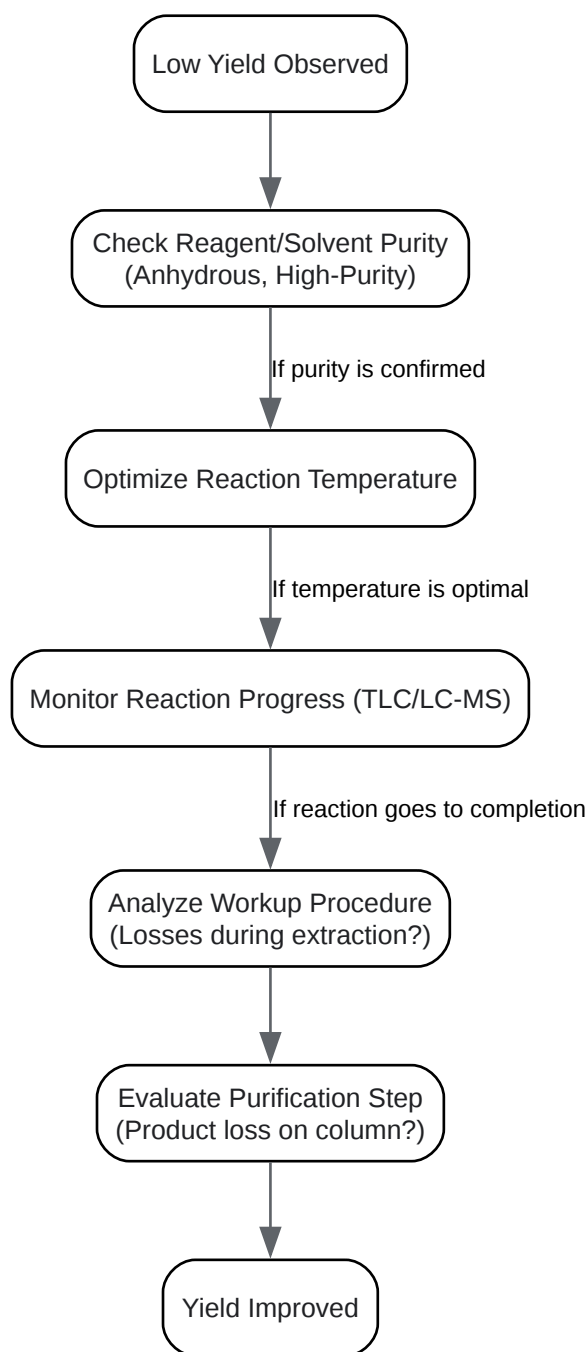 Low Yield Observed
Check Reagent/Solvent Purity
(Anhydrous, High-Purity)
If purity is confirmed
Optimize Reaction Temperature
If temperature is optimal
Monitor Reaction Progress (TLC/LC-MS)
If reaction goes to completion
Analyze Workup Procedure
(Losses during extraction?)
Evaluate Purification Step
(Product loss on column?)
Yield Improved